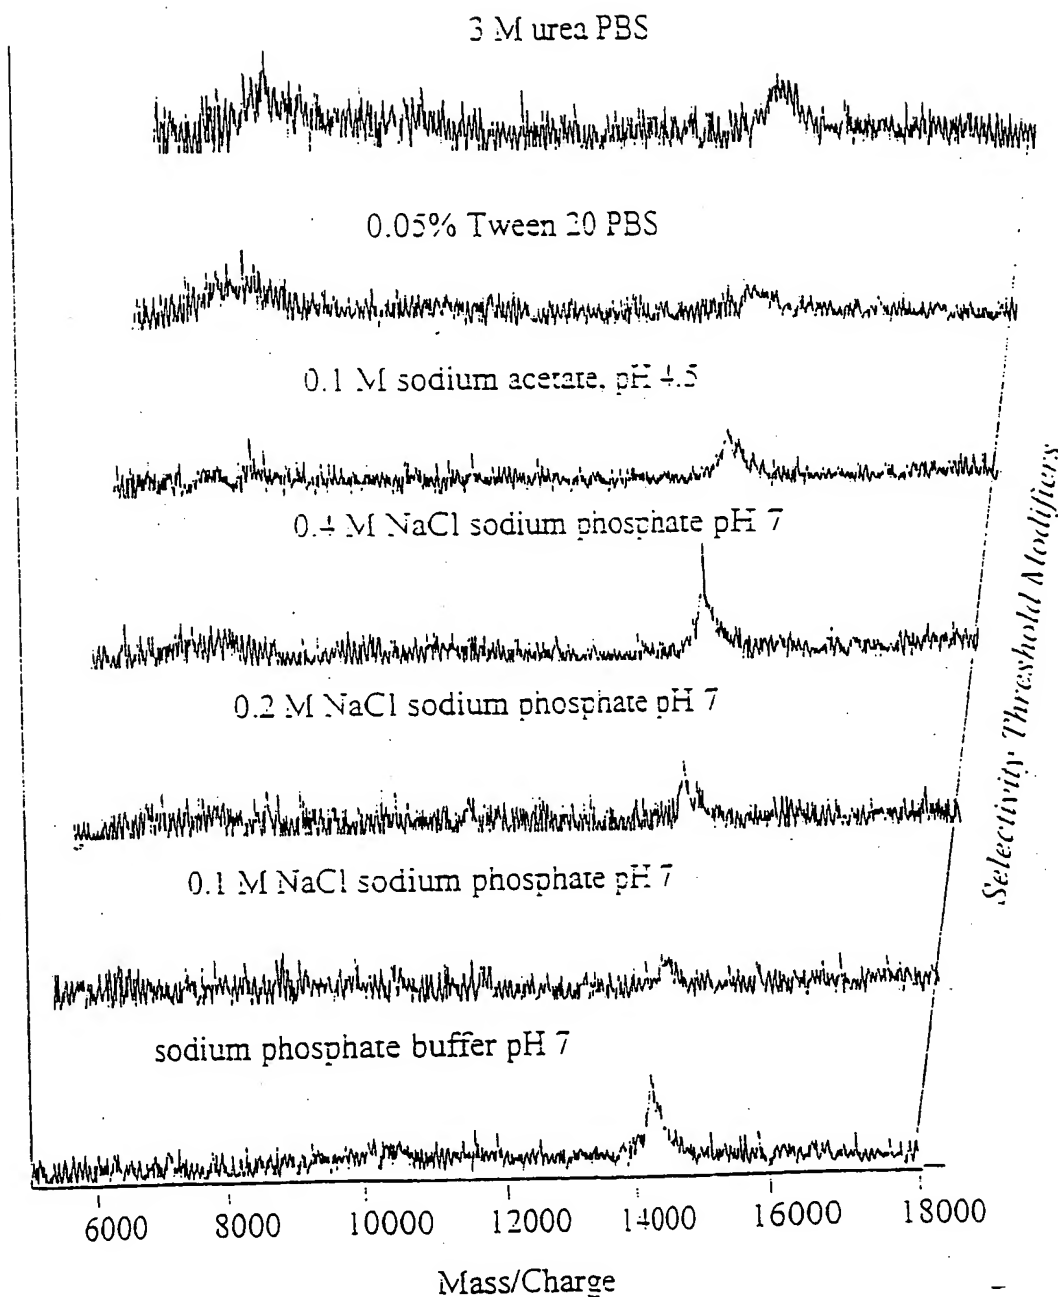 3 M urea PBS
0.05% Tween 20 PBS
0.1 M sodium acetate, pH 4.5
0.4 M NaCl sodium phosphate pH 7
0.2 M NaCl sodium phosphate pH 7
0.1 M NaCl sodium phosphate pH 7
sodium phosphate buffer pH 7
Selectivity Threshold Modifiers
6000 8000 10000 12000 14000 16000 18000
Mass/Charge